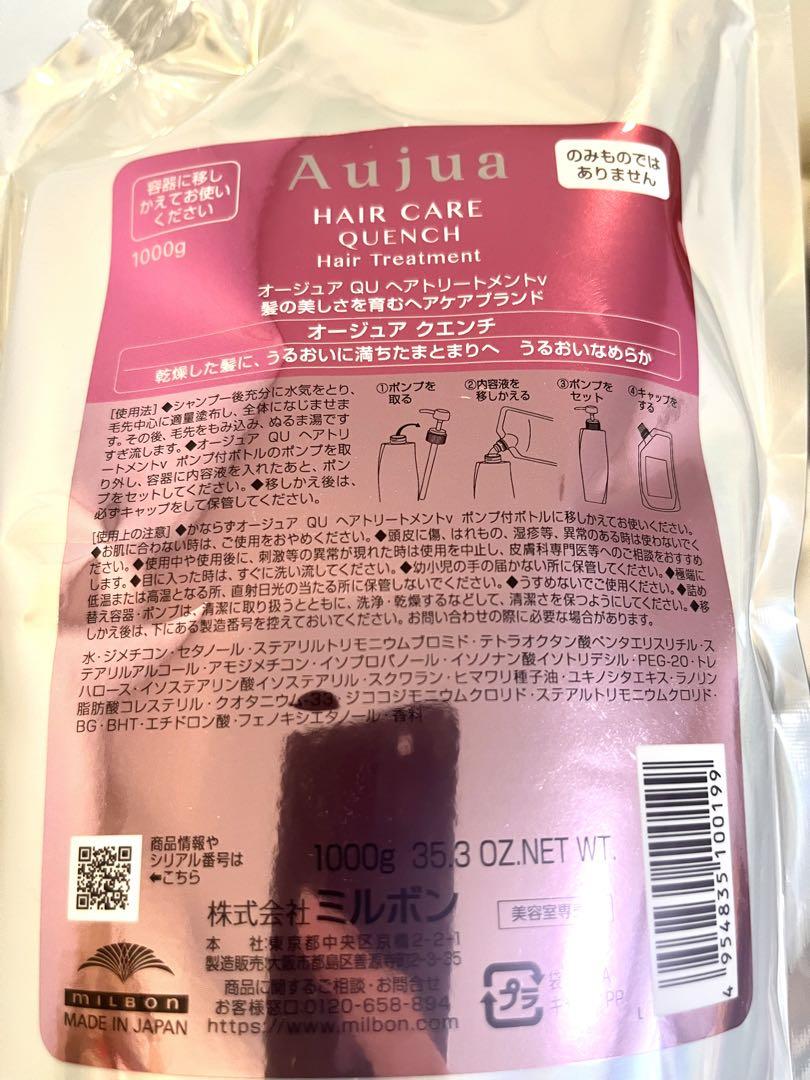 容器に移し
かえてお使い
ください
1000g
Aujua
HAIR CARE
QUENCH
Hair Treatment
のみものでは
ありません
オージュア QU ヘアトリートメントv
髪の美しさを育むヘアケアブランド
オージュア クエンチ
乾燥した髪に、うるおいに満ちたまとまりへ うるおいなめらか
[使用法]◆シャンプー後充分に水気をとり、
毛先中心に適量塗布し、全体になじませま
す。その後、毛先をもみ込み、ぬるま湯です
すぎ流します。◆オージュア QU ヘアトリ
ートメントv ポンプ付ボトルのポンプを取
り外し、容器に内容液を入れたあと、ポン
プをセットしてください。◆移しかえ後は、
必ずキャップをして保管してください。
①ポンプを
取る
②内容液を
移しかえる
③ポンプを
セット
④キャップを
する
[使用上の注意]◆かならずオージュア QU ヘアトリートメントv ポンプ付ボトルに移しかえてお使いください。
◆お肌に合わない時は、ご使用をおやめください。◆頭皮に傷、はれもの、湿疹等、異常のある時は使わないでく
ださい。◆使用中や使用後に、刺激等の異常が現れた時は使用を中止し、皮膚科専門医等へのご相談をおすすめ
します。◆目に入った時は、すぐに洗い流してください。◆幼小児の手の届かない所に保管してください。◆極端に
低温または高温となる所、直射日光の当たる所に保管しないでください。◆うすめないでご使用ください。◆詰め
替え容器・ポンプは、清潔に取り扱うとともに、洗浄・乾燥するなどして、清潔さを保つようにしてください。◆移
しかえ後は、下にある製造番号を控えておいてください。お問い合わせの際に必要な場合があります。
水・ジメチコン・セタノール・ステアリルトリモニウムブロミド・テトラオクタン酸ペンタエリスリチル・ス
テアリルアルコール・アモジメチコン・イソプロパノール・イソノナン酸イソトリデシル・PEG-20・トレ
ハロース・イソステアリン酸イソステアリル・スクワラン・ヒマワリ種子油・ユキノシタエキス・ラノリン
脂肪酸コレステリル・クオタニウム-33・ジココジモニウムクロリド・ステアルトリモニウムクロリド・
BG・BHT・エチドロン酸・フェノキシエタノール・香料
商品情報や
シリアル番号は
←こちら
1000g 35.3 OZ.NET WT.
株式会社 ミルボン
美容室専
本 社:東京都中央区京橋2-2-1
製造販売:大阪市都島区善源寺町2-3-35
商品に関するご相談・お問合せ
お客様窓口:0120-658-894
https://www.milbon.com
milbon
MADE IN JAPAN
プラ
PP
4954835100199